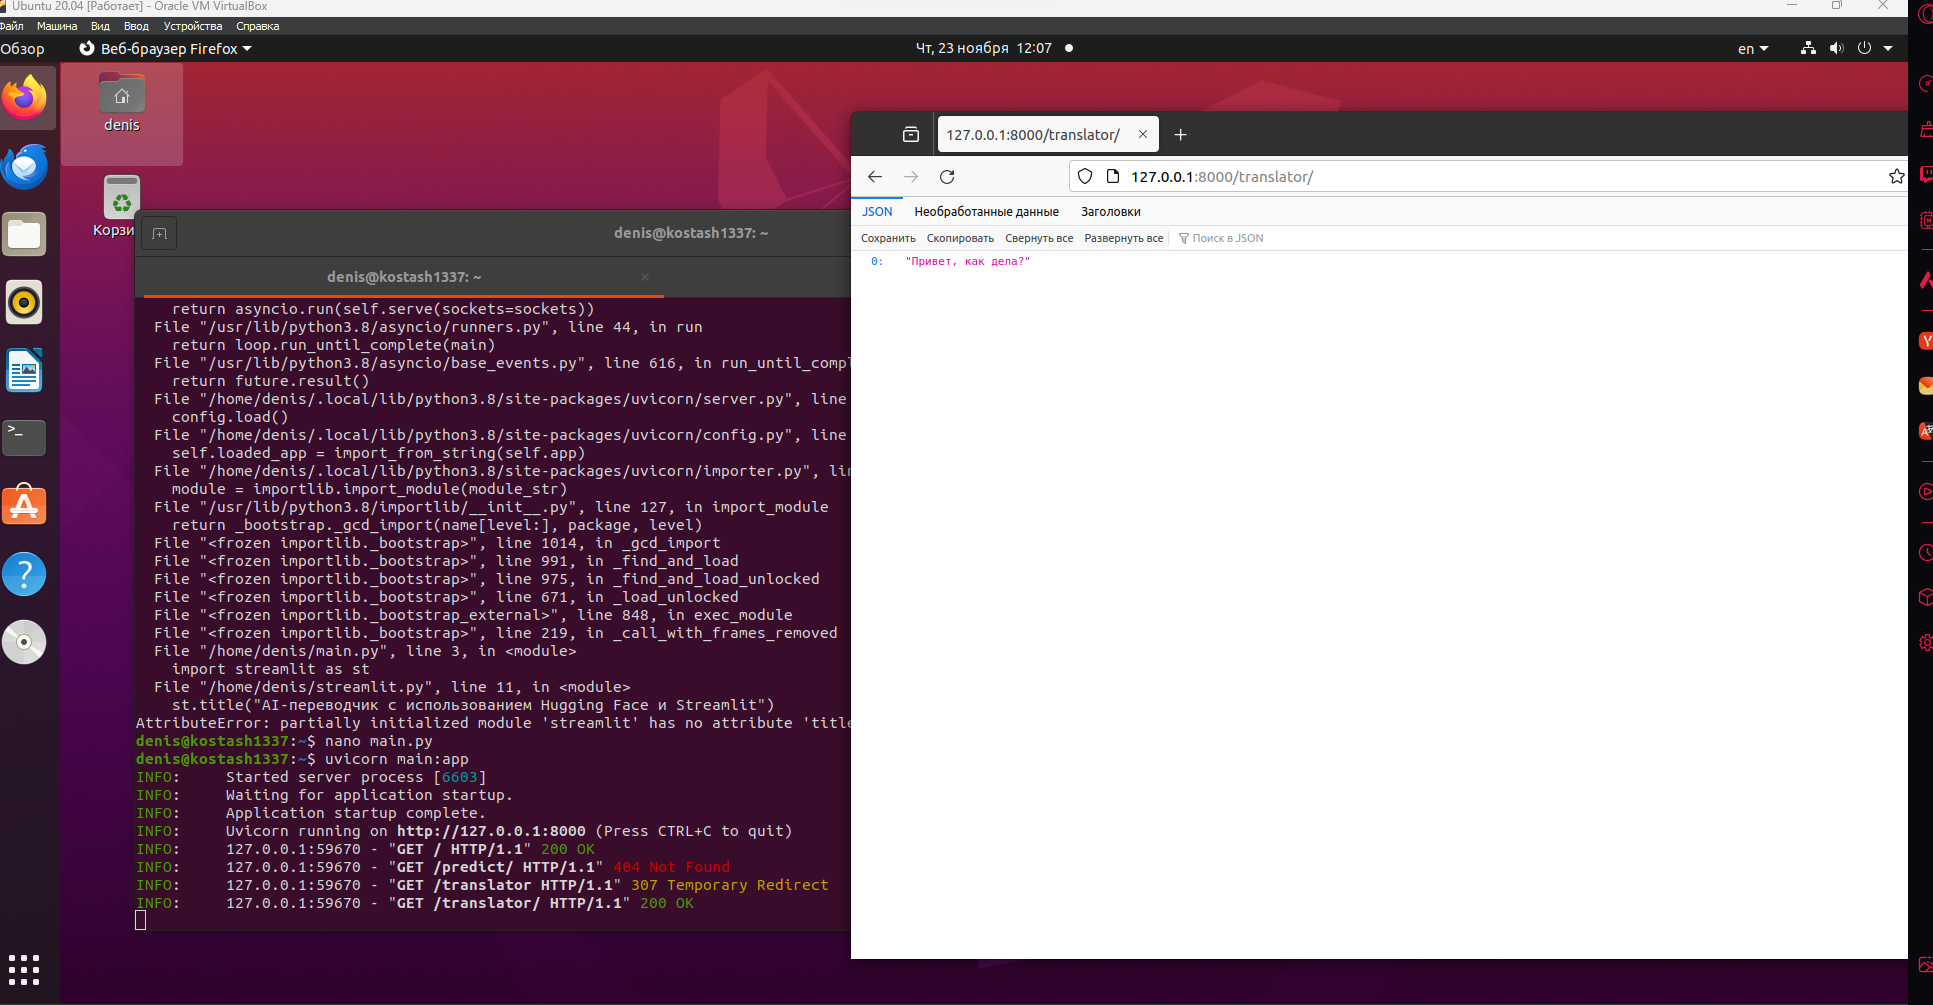 Ubuntu 20.04 [Работает] - Oracle VM VirtualBox
Файл Машина Вид Ввод Устройства Справка
Обзор Веб-браузер Firefox Чт, 23 ноября 12:07 en
denis
Корзи
127.0.0.1:8000/translator/
127.0.0.1:8000/translator/
JSON Необработанные данные Заголовки
Сохранить Скопировать Свернуть все Развернуть все Поиск в JSON
0: "Привет, как дела?"
denis@kostash1337: ~
denis@kostash1337: ~
return asyncio.run(self.serve(sockets=sockets))
File "/usr/lib/python3.8/asyncio/runners.py", line 44, in run
return loop.run_until_complete(main)
File "/usr/lib/python3.8/asyncio/base_events.py", line 616, in run_until_compl
return future.result()
File "/home/denis/.local/lib/python3.8/site-packages/uvicorn/server.py", line
config.load()
File "/home/denis/.local/lib/python3.8/site-packages/uvicorn/config.py", line
self.loaded_app = import_from_string(self.app)
File "/home/denis/.local/lib/python3.8/site-packages/uvicorn/importer.py", lin
module = importlib.import_module(module_str)
File "/usr/lib/python3.8/importlib/__init__.py", line 127, in import_module
return _bootstrap._gcd_import(name[level:], package, level)
File "<frozen importlib._bootstrap>", line 1014, in _gcd_import
File "<frozen importlib._bootstrap>", line 991, in _find_and_load
File "<frozen importlib._bootstrap>", line 975, in _find_and_load_unlocked
File "<frozen importlib._bootstrap>", line 671, in _load_unlocked
File "<frozen importlib._bootstrap_external>", line 848, in exec_module
File "<frozen importlib._bootstrap>", line 219, in _call_with_frames_removed
File "/home/denis/main.py", line 3, in <module>
import streamlit as st
File "/home/denis/streamlit.py", line 11, in <module>
st.title("AI-переводчик с использованием Hugging Face и Streamlit")
AttributeError: partially initialized module 'streamlit' has no attribute 'title
denis@kostash1337:~$ nano main.py
denis@kostash1337:~$ uvicorn main:app
INFO: Started server process [6603]
INFO: Waiting for application startup.
INFO: Application startup complete.
INFO: Uvicorn running on http://127.0.0.1:8000 (Press CTRL+C to quit)
INFO: 127.0.0.1:59670 - "GET / HTTP/1.1" 200 OK
INFO: 127.0.0.1:59670 - "GET /predict/ HTTP/1.1" 404 Not Found
INFO: 127.0.0.1:59670 - "GET /translator HTTP/1.1" 307 Temporary Redirect
INFO: 127.0.0.1:59670 - "GET /translator/ HTTP/1.1" 200 OK